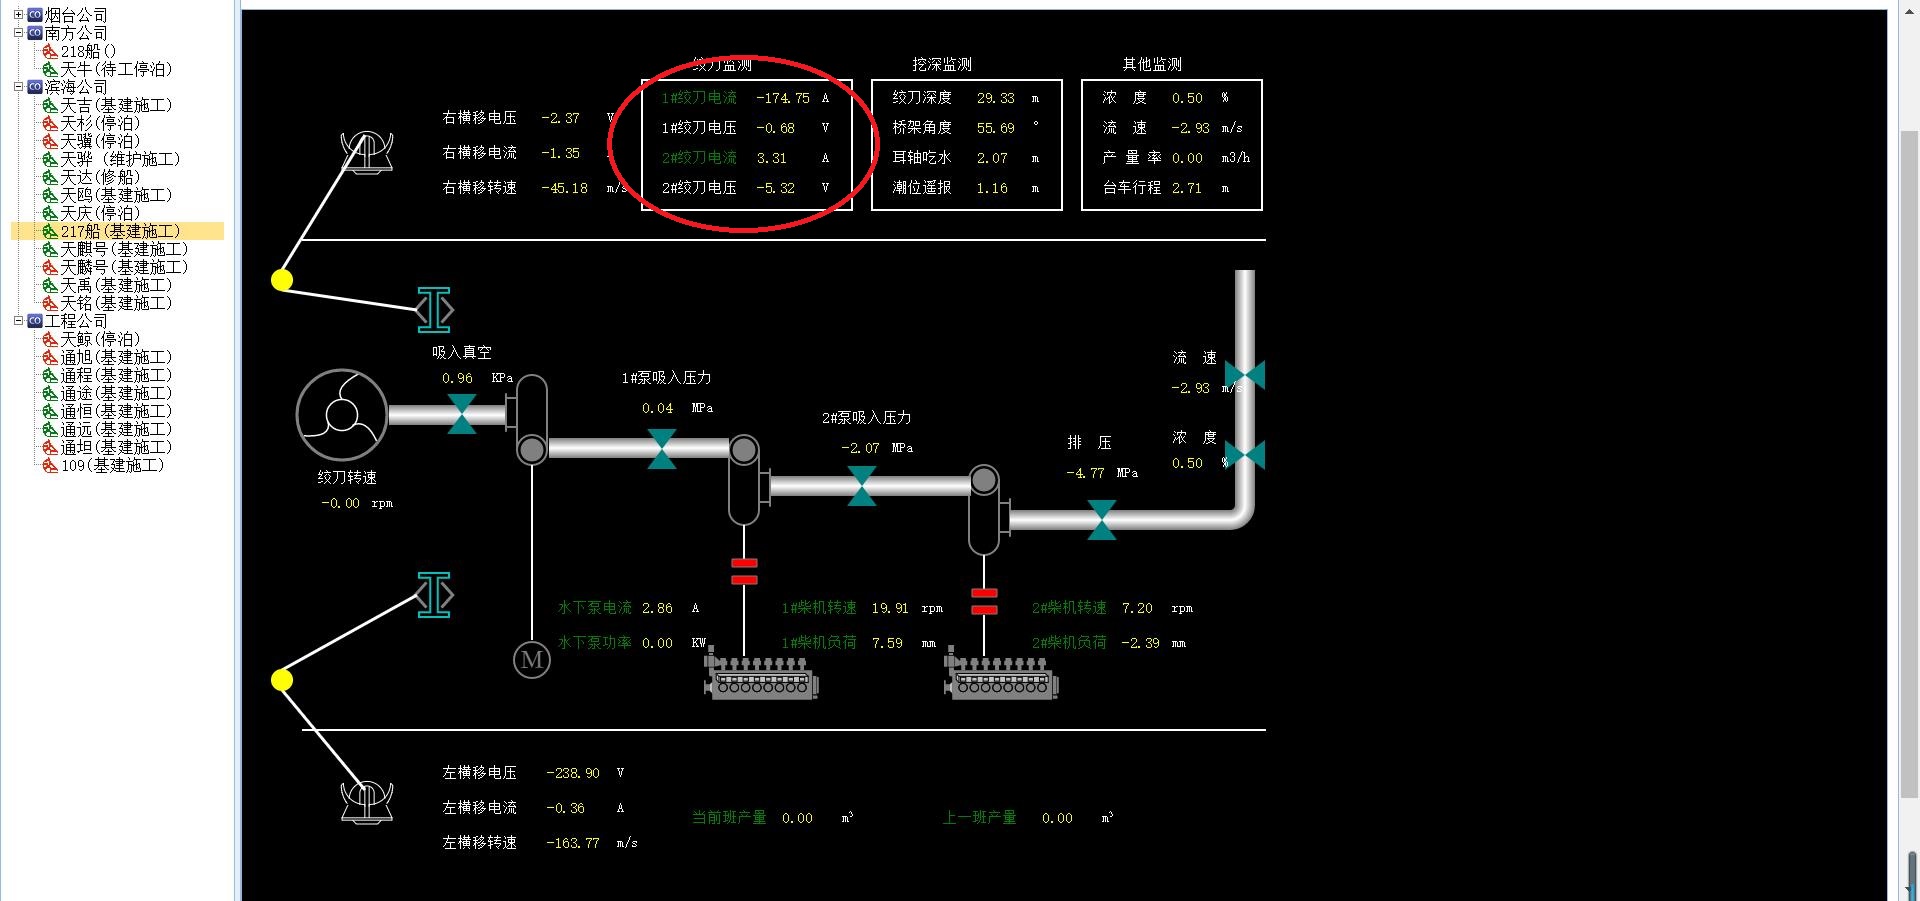 烟台公司
南方公司
218船()
天牛(待工停泊)
滨海公司
天吉(基建施工)
天杉(停泊)
天骥(停泊)
天骅 (维护施工)
天达(修船)
天鸥(基建施工)
天庆(停泊)
217船(基建施工)
天麒号(基建施工)
天麟号(基建施工)
天禹(基建施工)
天铭(基建施工)
工程公司
天鲸(停泊)
通旭(基建施工)
通程(基建施工)
通途(基建施工)
通恒(基建施工)
通远(基建施工)
通坦(基建施工)
109(基建施工)
右横移电压 -2.37 V
右横移电流 -1.35
右横移转速 -45.18 m/s
绞刀监测
1#绞刀电流 -174.75 A
1#绞刀电压 -0.68 V
2#绞刀电流 3.31 A
2#绞刀电压 -5.32 V
挖深监测
绞刀深度 29.33 m
桥架角度 55.69 °
耳轴吃水 2.07 m
潮位遥报 1.16 m
其他监测
浓 度 0.50 %
流 速 -2.93 m/s
产 量 率 0.00 m3/h
台车行程 2.71 m
吸入真空
0.96 KPa
1#泵吸入压力
0.04 MPa
2#泵吸入压力
-2.07 MPa
排 压
-4.77 MPa
流 速
-2.93 m/s
浓 度
0.50 %
绞刀转速
-0.00 rpm
水下泵电流 2.86 A
水下泵功率 0.00 KW
M
1#柴机转速 19.91 rpm
1#柴机负荷 7.59 mm
2#柴机转速 7.20 rpm
2#柴机负荷 -2.39 mm
左横移电压 -238.90 V
左横移电流 -0.36 A
左横移转速 -163.77 m/s
当前班产量 0.00 m³
上一班产量 0.00 m³